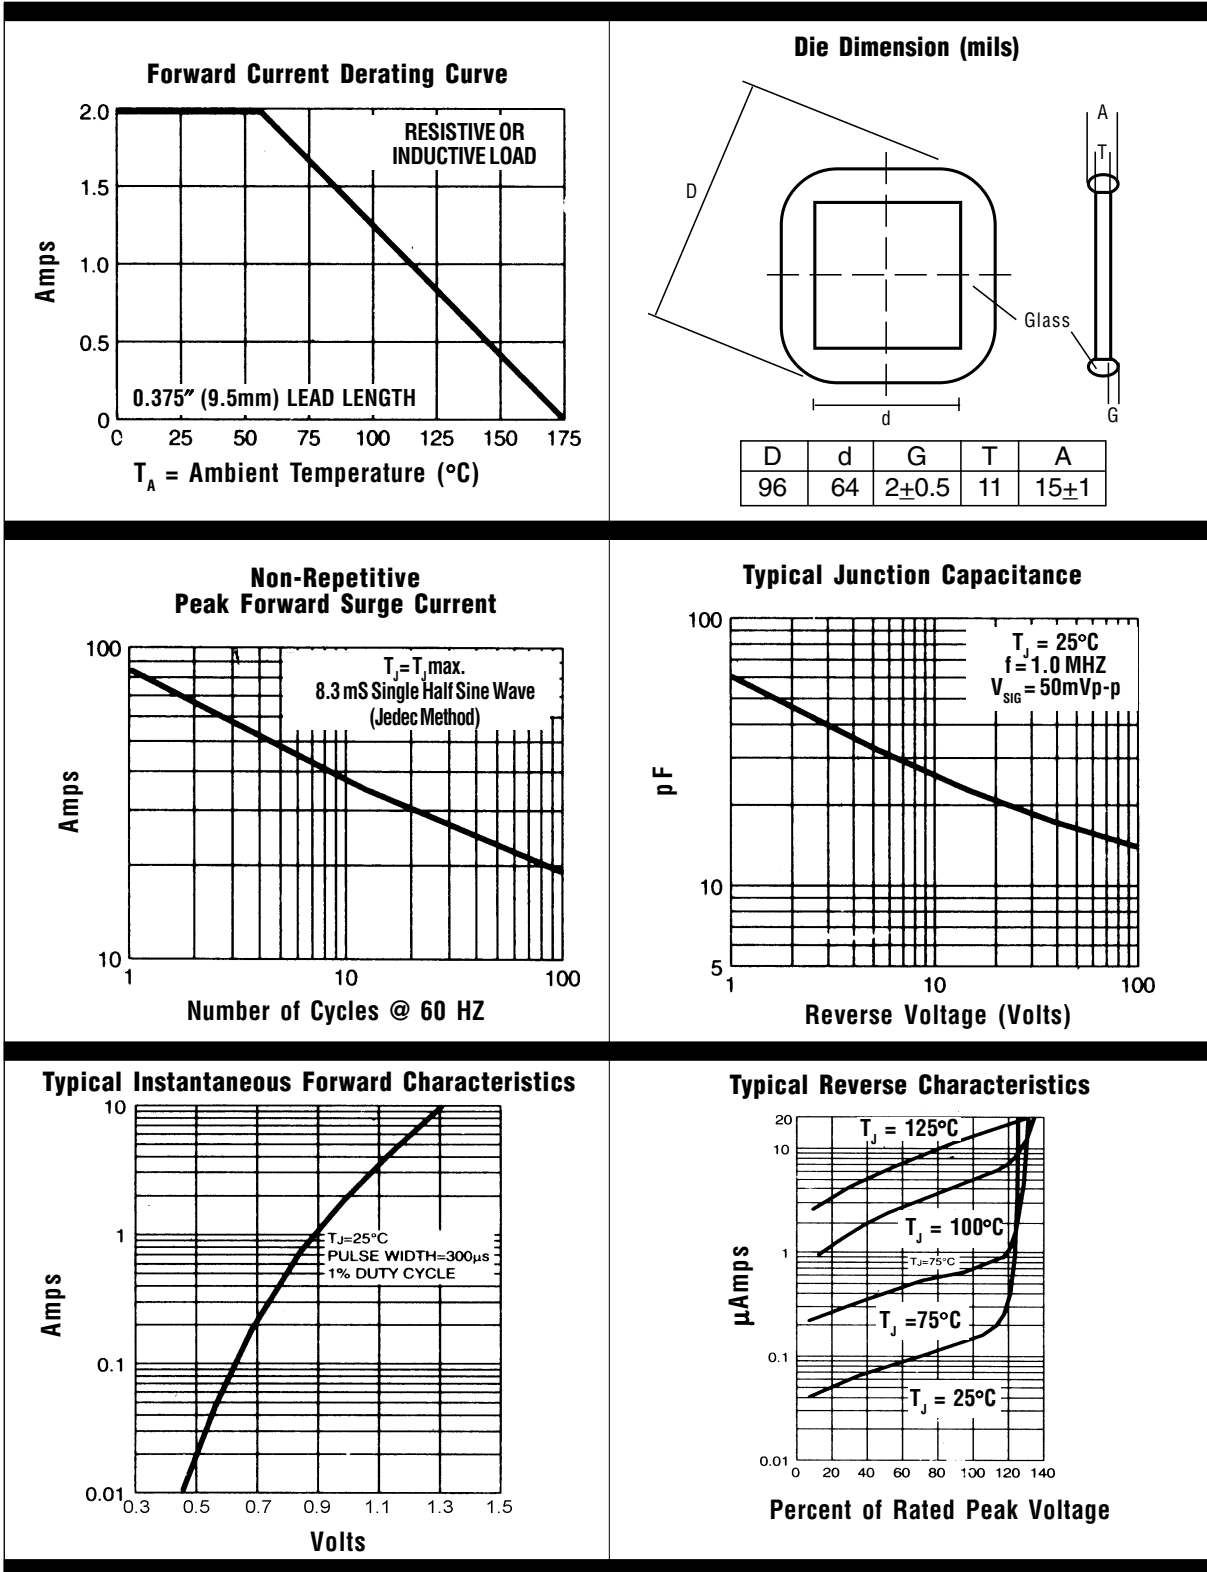 Forward Current Derating Curve
2.0
1.5
1.0
0.5
0
RESISTIVE OR
INDUCTIVE LOAD
0.375″ (9.5mm) LEAD LENGTH
Amps
0 25 50 75 100 125 150 175
T_A = Ambient Temperature (°C)
Die Dimension (mils)
D
A
T
Glass
d
G
D d G T A
96 64 2±0.5 11 15±1
Non-Repetitive
Peak Forward Surge Current
100
10
T_J= T_J max.
8.3 mS Single Half Sine Wave
(Jedec Method)
Amps
1 10 100
Number of Cycles @ 60 HZ
Typical Junction Capacitance
100
10
5
T_J = 25°C
f = 1.0 MHZ
V_SIG = 50mVp-p
pF
1 10 100
Reverse Voltage (Volts)
Typical Instantaneous Forward Characteristics
10
1
0.1
0.01
TJ=25°C
PULSE WIDTH=300µs
1% DUTY CYCLE
Amps
0.3 0.5 0.7 0.9 1.1 1.3 1.5
Volts
Typical Reverse Characteristics
20
10
1
0.1
0.01
T_J = 125°C
T_J = 100°C
TJ=75°C
T_J =75°C
T_J = 25°C
µAmps
0 20 40 60 80 100 120 140
Percent of Rated Peak Voltage